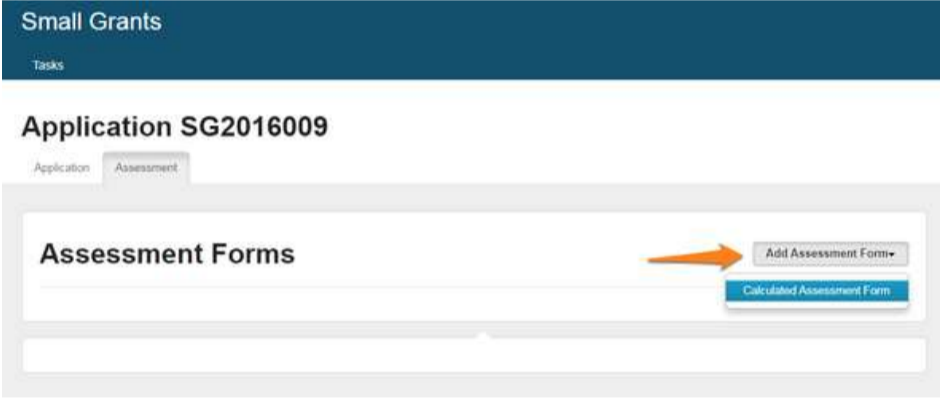 Small Grants
Tasks
Application SG2016009
Application Assessment
Assessment Forms
Add Assessment Form
Calculated Assessment Form